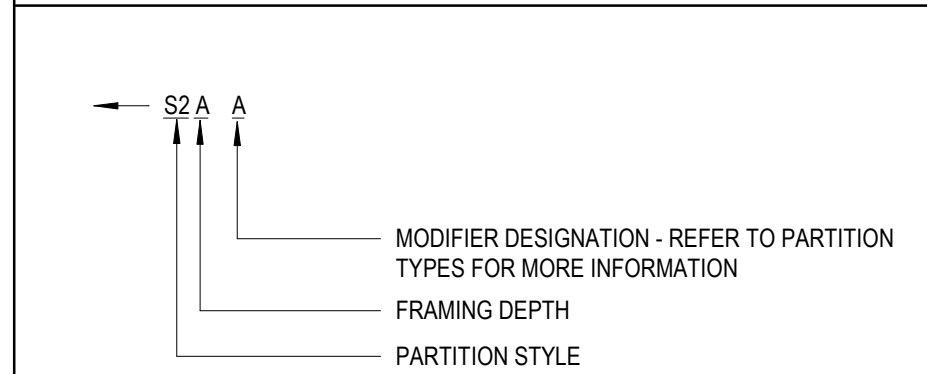 S2 A A
MODIFIER DESIGNATION - REFER TO PARTITION
TYPES FOR MORE INFORMATION
FRAMING DEPTH
PARTITION STYLE